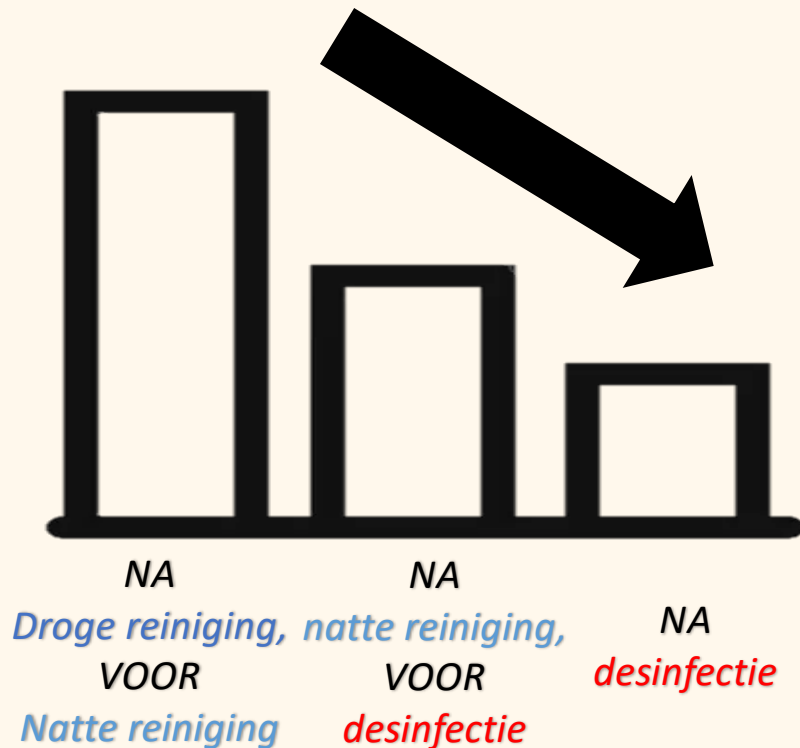 NA
Droge reiniging,
VOOR
Natte reiniging
NA
natte reiniging,
VOOR
desinfectie
NA
desinfectie